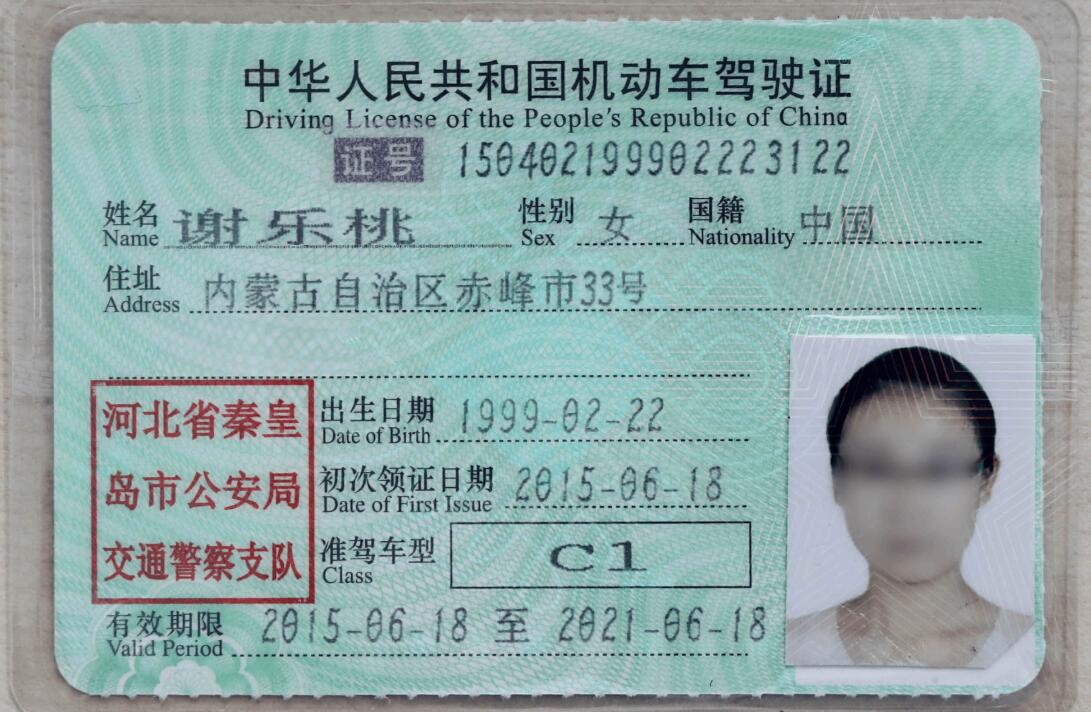 中华人民共和国机动车驾驶证
Driving License of the People's Republic of China
证号 150402199902223122
姓名 谢乐桃 性别 女 国籍 中国
Name Sex Nationality
住址 内蒙古自治区赤峰市33号
Address
河北省秦皇
岛市公安局
交通警察支队
出生日期 1999-02-22
Date of Birth
初次领证日期 2015-06-18
Date of First Issue
准驾车型 C1
Class
有效期限 2015-06-18 至 2021-06-18
Valid Period